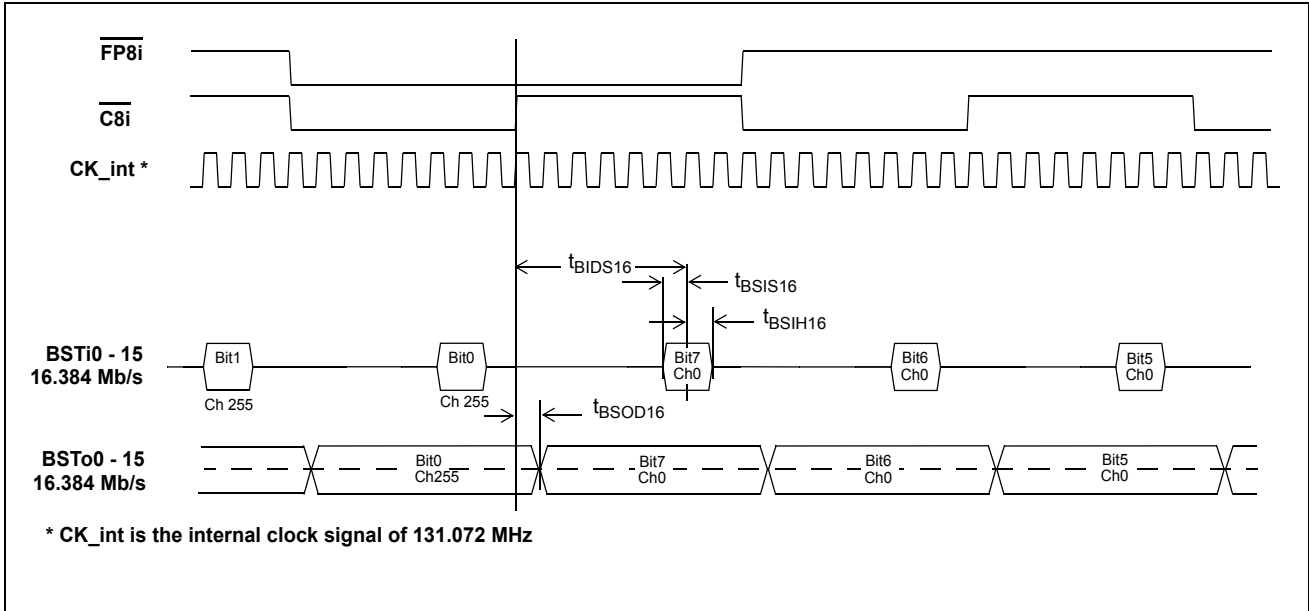 FP8i
C8i
CK_int *
tBIDS16
tBSIS16
tBSIH16
BSTi0 - 15
16.384 Mb/s
Bit1
Ch 255
Bit0
Ch 255
Bit7
Ch0
Bit6
Ch0
Bit5
Ch0
tBSOD16
BSTo0 - 15
16.384 Mb/s
Bit0
Ch255
Bit7
Ch0
Bit6
Ch0
Bit5
Ch0
* CK_int is the internal clock signal of 131.072 MHz